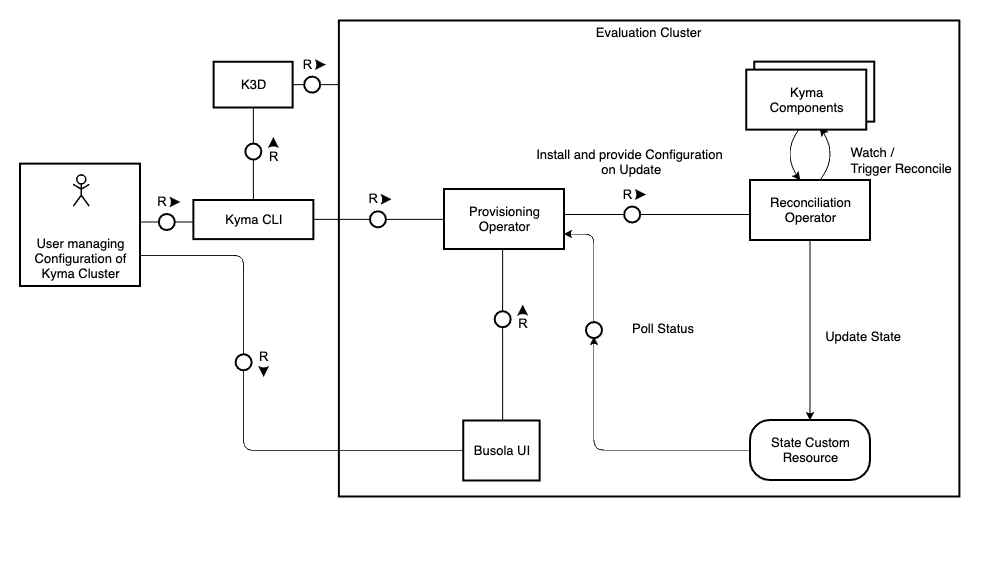 Evaluation Cluster
R
K3D
Kyma
Components
R
Install and provide Configuration
on Update
Watch /
Trigger Reconcile
R
Kyma CLI
R
R
Provisioning
Operator
Reconciliation
Operator
User managing
Configuration of
Kyma Cluster
R
Poll Status
Update State
R
Busola UI
State Custom
Resource